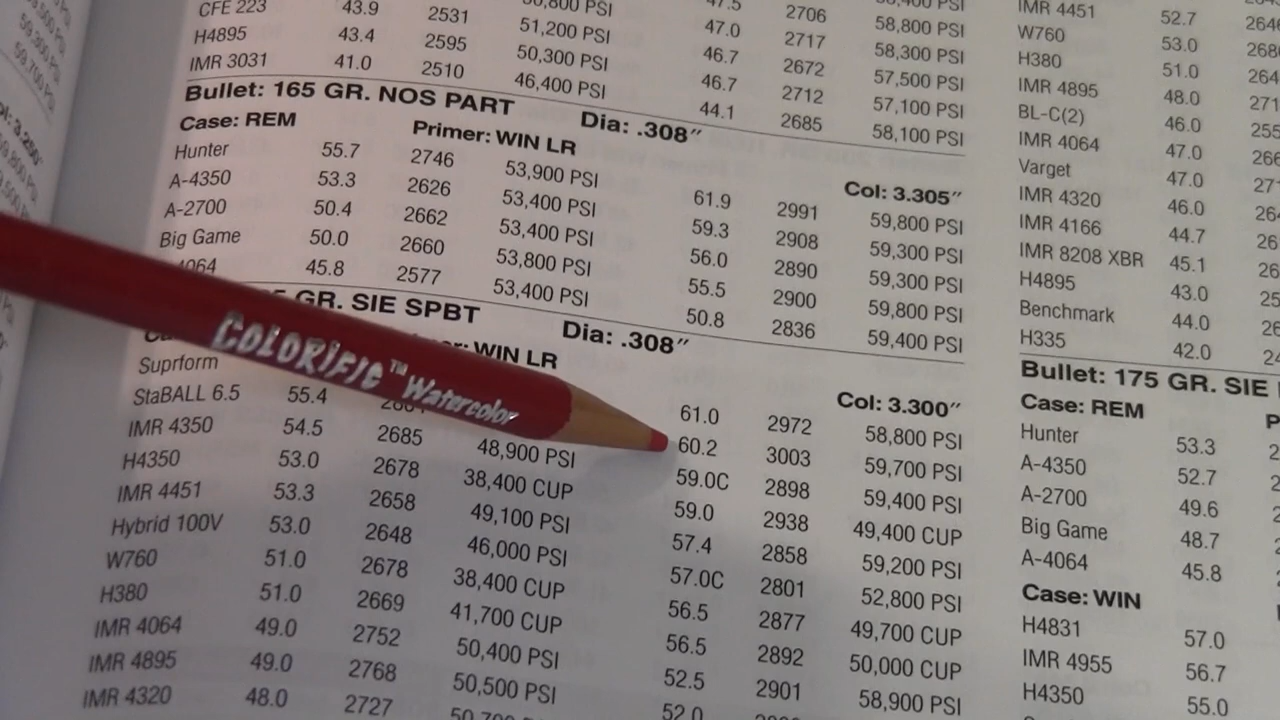 47.5 2706 58,800 PSI
47.0 2717 58,300 PSI
CFE 223 43.9 2531 51,200 PSI 46.7 2672 57,500 PSI
H4895 43.4 2595 50,300 PSI 46.7 2712 57,100 PSI
IMR 3031 41.0 2510 46,400 PSI 44.1 2685 58,100 PSI
Bullet: 165 GR. NOS PART Dia: .308″
Case: REM Primer: WIN LR Col: 3.305″
Hunter 55.7 2746 53,900 PSI 61.9 2991 59,800 PSI
A-4350 53.3 2626 53,400 PSI 59.3 2908 59,300 PSI
A-2700 50.4 2662 53,400 PSI 56.0 2890 59,300 PSI
Big Game 50.0 2660 53,800 PSI 55.5 2900 59,800 PSI
4064 45.8 2577 53,400 PSI 50.8 2836 59,400 PSI
GR. SIE SPBT Dia: .308″
WIN LR Col: 3.300″
Suprform 61.0 2972 58,800 PSI
StaBALL 6.5 55.4 60.2 3003 59,700 PSI
IMR 4350 54.5 2685 48,900 PSI 59.0C 2898 59,400 PSI
H4350 53.0 2678 38,400 CUP 59.0 2938 49,400 CUP
IMR 4451 53.3 2658 49,100 PSI 57.4 2858 59,200 PSI
Hybrid 100V 53.0 2648 46,000 PSI 57.0C 2801 52,800 PSI
W760 51.0 2678 38,400 CUP 56.5 2877 49,700 CUP
H380 51.0 2669 41,700 CUP 56.5 2892 50,000 CUP
IMR 4064 49.0 2752 50,400 PSI 52.5 2901 58,900 PSI
IMR 4895 49.0 2768 50,500 PSI 52.0
IMR 4320 48.0 2727
COLORIFIC™ Watercolor
IMR 4451 52.7
W760 53.0
H380 51.0
IMR 4895 48.0
BL-C(2) 46.0
IMR 4064 47.0
Varget 47.0
IMR 4320 46.0
IMR 4166 44.7
IMR 8208 XBR 45.1
H4895 43.0
Benchmark 44.0
H335 42.0
Bullet: 175 GR. SIE
Case: REM
Hunter 53.3
A-4350 52.7
A-2700 49.6
Big Game 48.7
A-4064 45.8
Case: WIN
H4831 57.0
IMR 4955 56.7
H4350 55.0